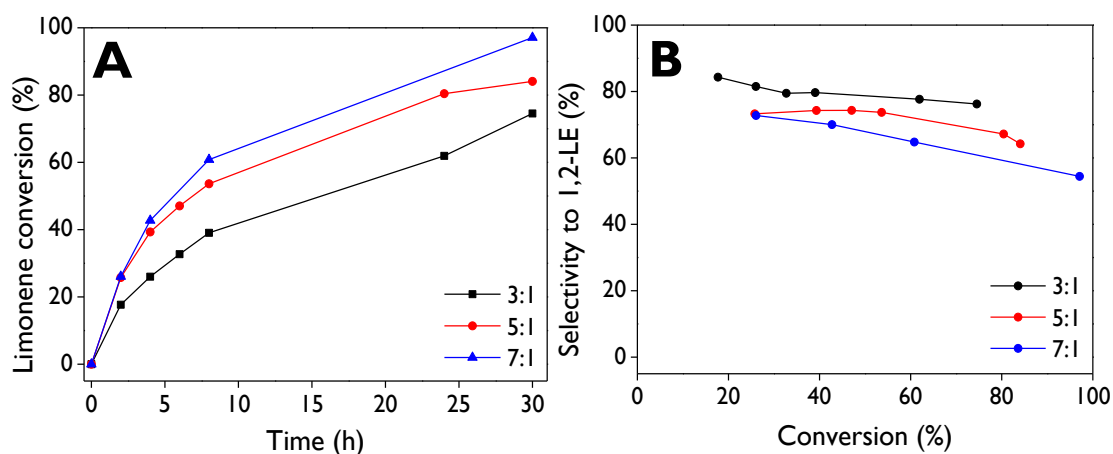 A
Limonene conversion (%)
100
80
60
40
20
0
0 5 10 15 20 25 30
Time (h)
3:1
5:1
7:1
B
Selectivity to 1,2-LE (%)
100
80
60
40
20
0
0 20 40 60 80 100
Conversion (%)
3:1
5:1
7:1